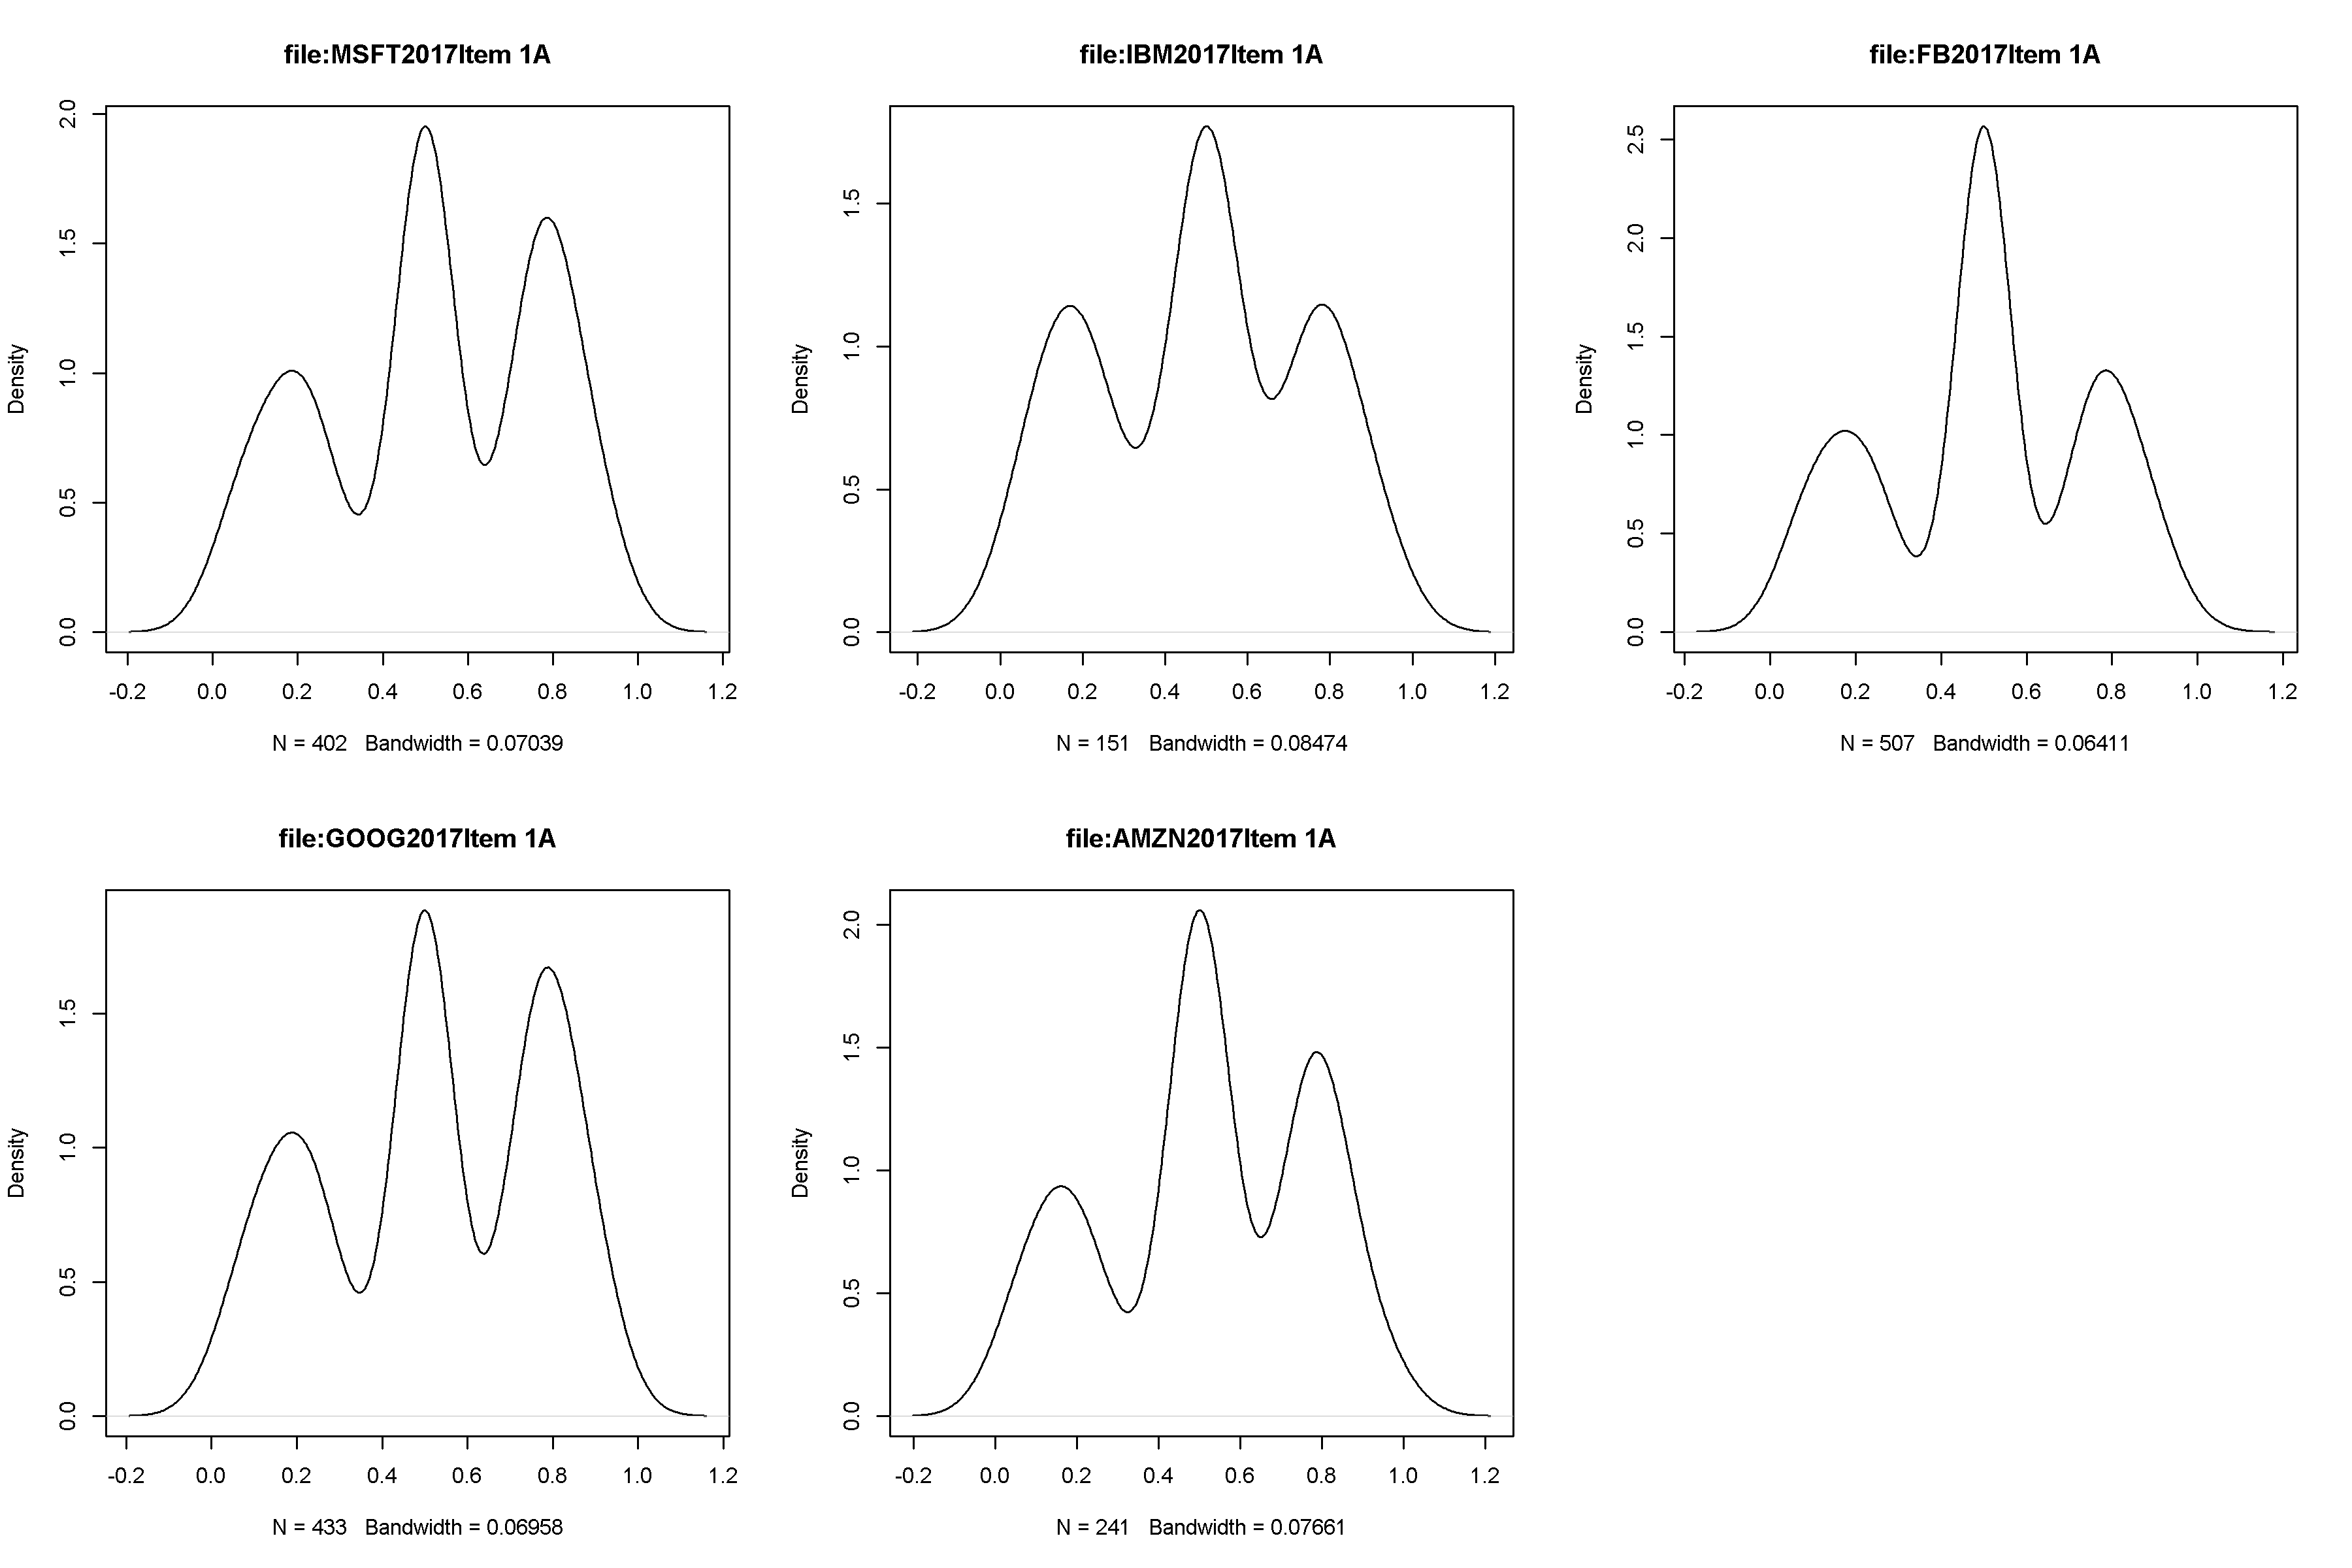 file:MSFT2017Item 1A
Density
0.0 0.5 1.0 1.5 2.0
-0.2 0.0 0.2 0.4 0.6 0.8 1.0 1.2
N = 402 Bandwidth = 0.07039
file:IBM2017Item 1A
Density
0.0 0.5 1.0 1.5
-0.2 0.0 0.2 0.4 0.6 0.8 1.0 1.2
N = 151 Bandwidth = 0.08474
file:FB2017Item 1A
Density
0.0 0.5 1.0 1.5 2.0 2.5
-0.2 0.0 0.2 0.4 0.6 0.8 1.0 1.2
N = 507 Bandwidth = 0.06411
file:GOOG2017Item 1A
Density
0.0 0.5 1.0 1.5
-0.2 0.0 0.2 0.4 0.6 0.8 1.0 1.2
N = 433 Bandwidth = 0.06958
file:AMZN2017Item 1A
Density
0.0 0.5 1.0 1.5 2.0
-0.2 0.0 0.2 0.4 0.6 0.8 1.0 1.2
N = 241 Bandwidth = 0.07661